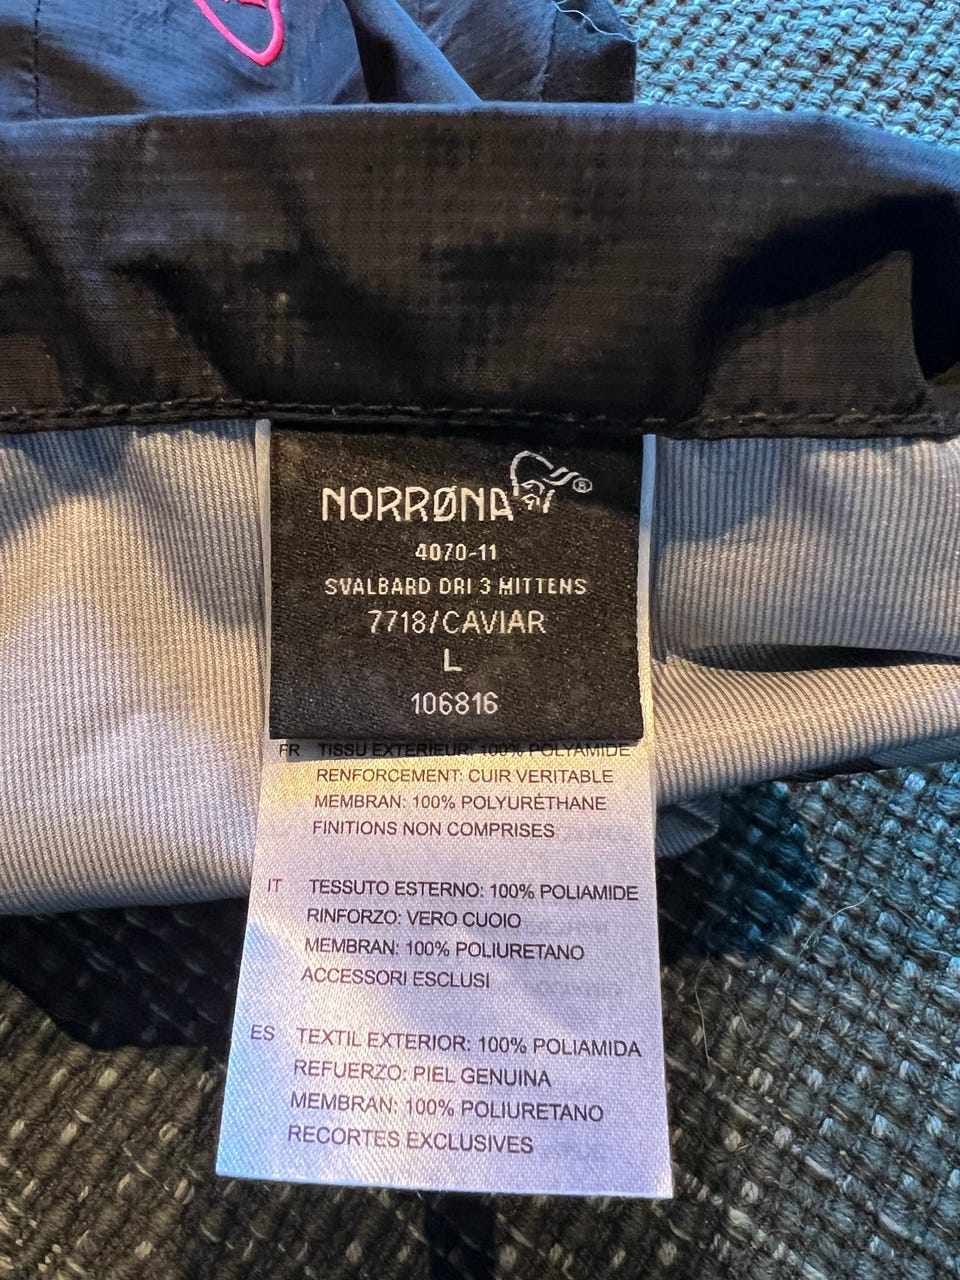 NORRØNA®
4070-11
SVALBARD DRI 3 MITTENS
7718/CAVIAR
L
106816
FR TISSU EXTERIEUR: 100% POLYAMIDE
RENFORCEMENT: CUIR VERITABLE
MEMBRAN: 100% POLYURÉTHANE
FINITIONS NON COMPRISES
IT TESSUTO ESTERNO: 100% POLIAMIDE
RINFORZO: VERO CUOIO
MEMBRAN: 100% POLIURETANO
ACCESSORI ESCLUSI
ES TEXTIL EXTERIOR: 100% POLIAMIDA
REFUERZO: PIEL GENUINA
MEMBRAN: 100% POLIURETANO
RECORTES EXCLUSIVES